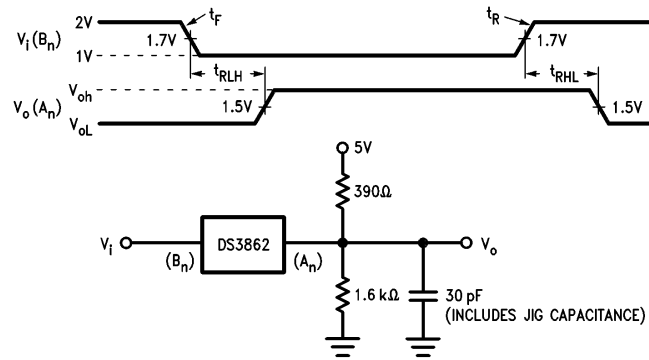 2V
tF
tR
Vi (Bn)
1.7V
1.7V
1V
tRLH
tRHL
Voh
Vo (An)
1.5V
1.5V
VoL
5V
390Ω
Vi
DS3862
Vo
(Bn)
(An)
1.6 kΩ
30 pF
(INCLUDES JIG CAPACITANCE)